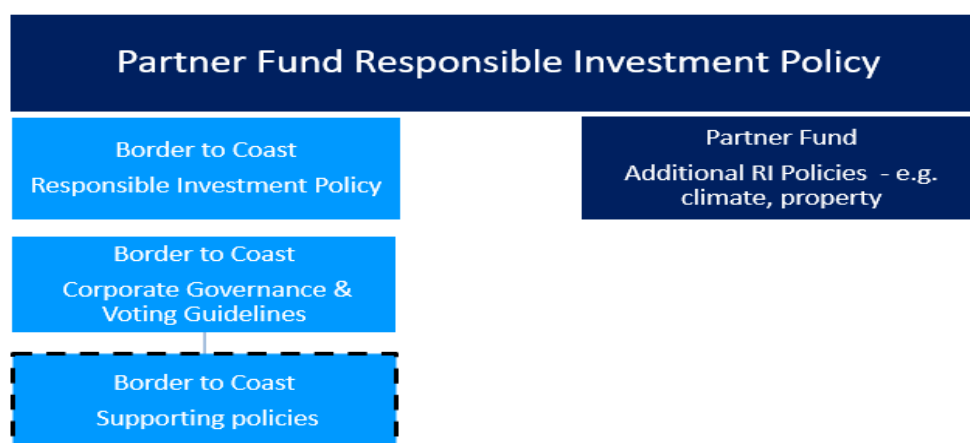 Partner Fund Responsible Investment Policy
Border to Coast
Responsible Investment Policy
Partner Fund
Additional RI Policies - e.g.
climate, property
Border to Coast
Corporate Governance &
Voting Guidelines
Border to Coast
Supporting policies